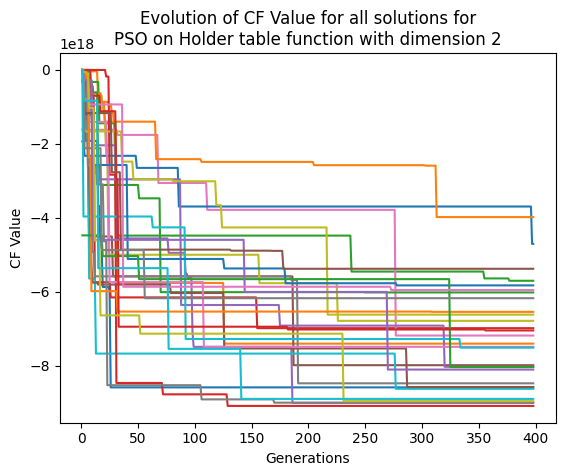 Evolution of CF Value for all solutions for
PSO on Holder table function with dimension 2
1e18
0
−2
−4
−6
−8
CF Value
0 50 100 150 200 250 300 350 400
Generations